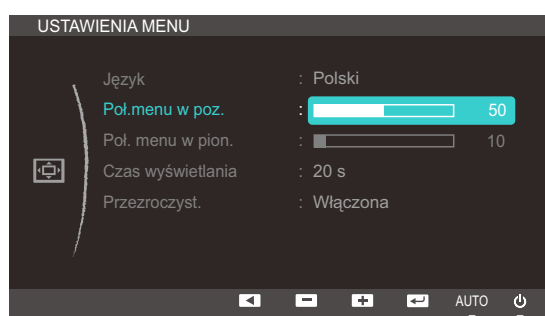 USTAWIENIA MENU
Język : Polski
Poł.menu w poz. : 50
Poł. menu w pion. : 10
Czas wyświetlania : 20 s
Przezroczyst. : Włączona
AUTO